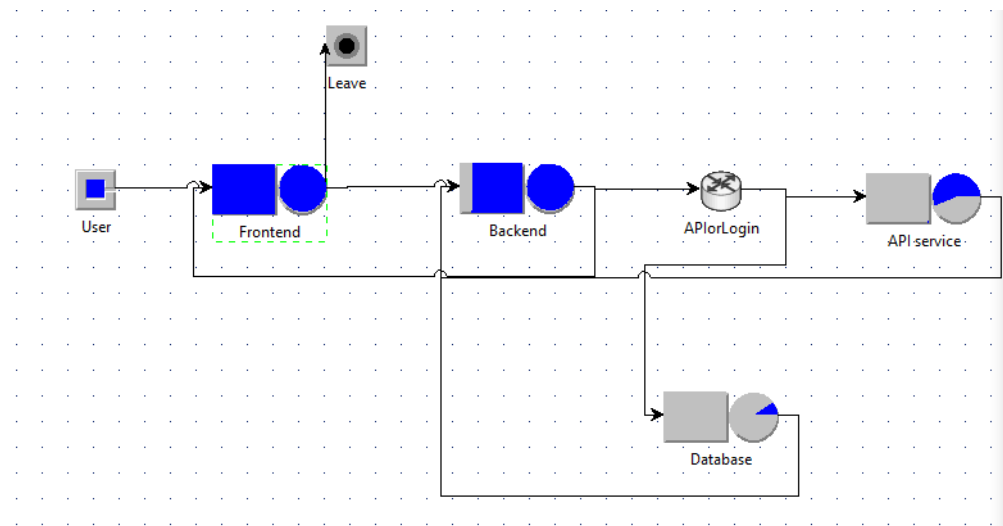 Leave
User
Frontend
Backend
APIorLogin
API service
Database